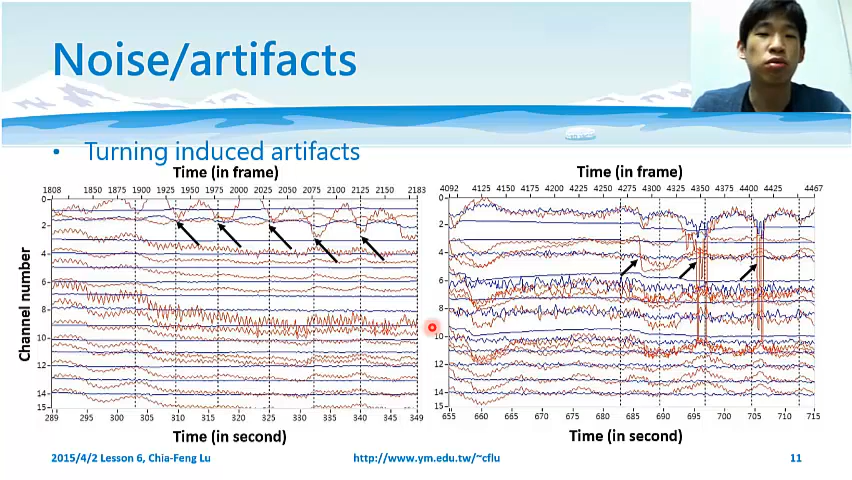 Noise/artifacts
• Turning induced artifacts
Time (in frame)
1808 1850 1875 1900 1925 1950 1975 2000 2025 2050 2075 2100 2125 2150 2183
0
2
4
6
8
10
12
14
15
Channel number
289 295 300 305 310 315 320 325 330 335 340 349
Time (in second)
Time (in frame)
4092 4125 4150 4175 4200 4225 4250 4275 4300 4325 4350 4375 4400 4425 4467
0
2
4
6
8
10
12
14
15
655 660 665 670 675 680 685 690 695 700 705 710 715
Time (in second)
2015/4/2 Lesson 6, Chia-Feng Lu
http://www.ym.edu.tw/~cflu
11